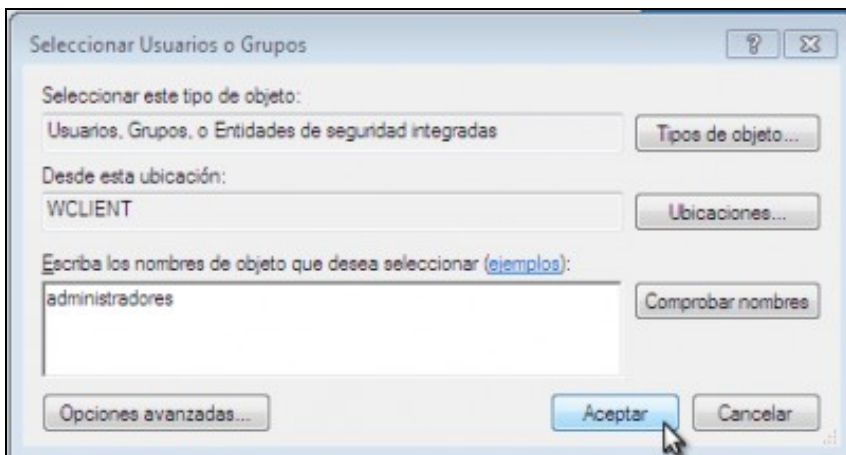 Seleccionar Usuarios o Grupos
Seleccionar este tipo de objeto:
Usuarios, Grupos, o Entidades de seguridad integradas
Tipos de objeto...
Desde esta ubicación:
WCLIENT
Ubicaciones...
Escriba los nombres de objeto que desea seleccionar (ejemplos):
administradores
Comprobar nombres
Opciones avanzadas...
Aceptar
Cancelar